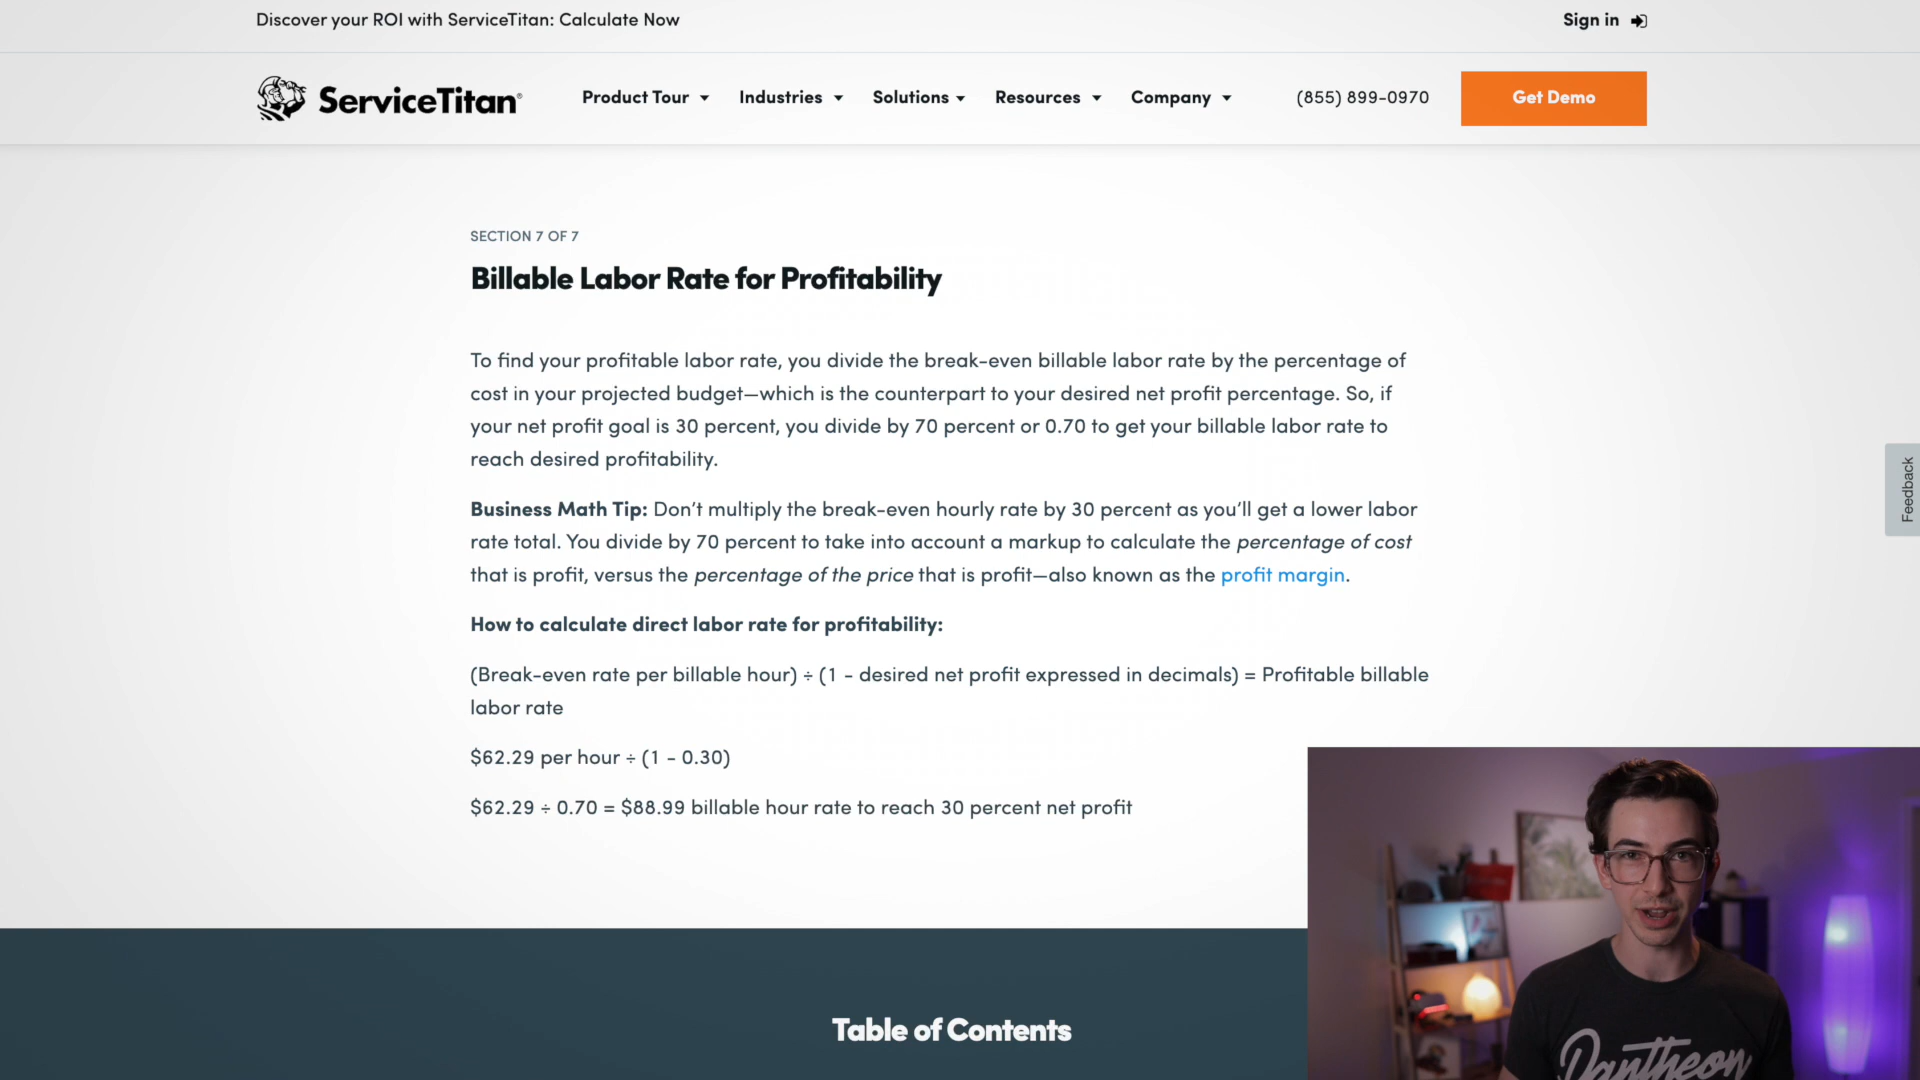 Discover your ROI with ServiceTitan: Calculate Now
Sign in
ServiceTitan®
Product Tour
Industries
Solutions
Resources
Company
(855) 899-0970
Get Demo
SECTION 7 OF 7
Billable Labor Rate for Profitability
To find your profitable labor rate, you divide the break-even billable labor rate by the percentage of
cost in your projected budget—which is the counterpart to your desired net profit percentage. So, if
your net profit goal is 30 percent, you divide by 70 percent or 0.70 to get your billable labor rate to
reach desired profitability.
Business Math Tip: Don’t multiply the break-even hourly rate by 30 percent as you’ll get a lower labor
rate total. You divide by 70 percent to take into account a markup to calculate the percentage of cost
that is profit, versus the percentage of the price that is profit—also known as the profit margin.
How to calculate direct labor rate for profitability:
(Break-even rate per billable hour) ÷ (1 - desired net profit expressed in decimals) = Profitable billable
labor rate
$62.29 per hour ÷ (1 - 0.30)
$62.29 ÷ 0.70 = $88.99 billable hour rate to reach 30 percent net profit
Feedback
Table of Contents
Pantheon